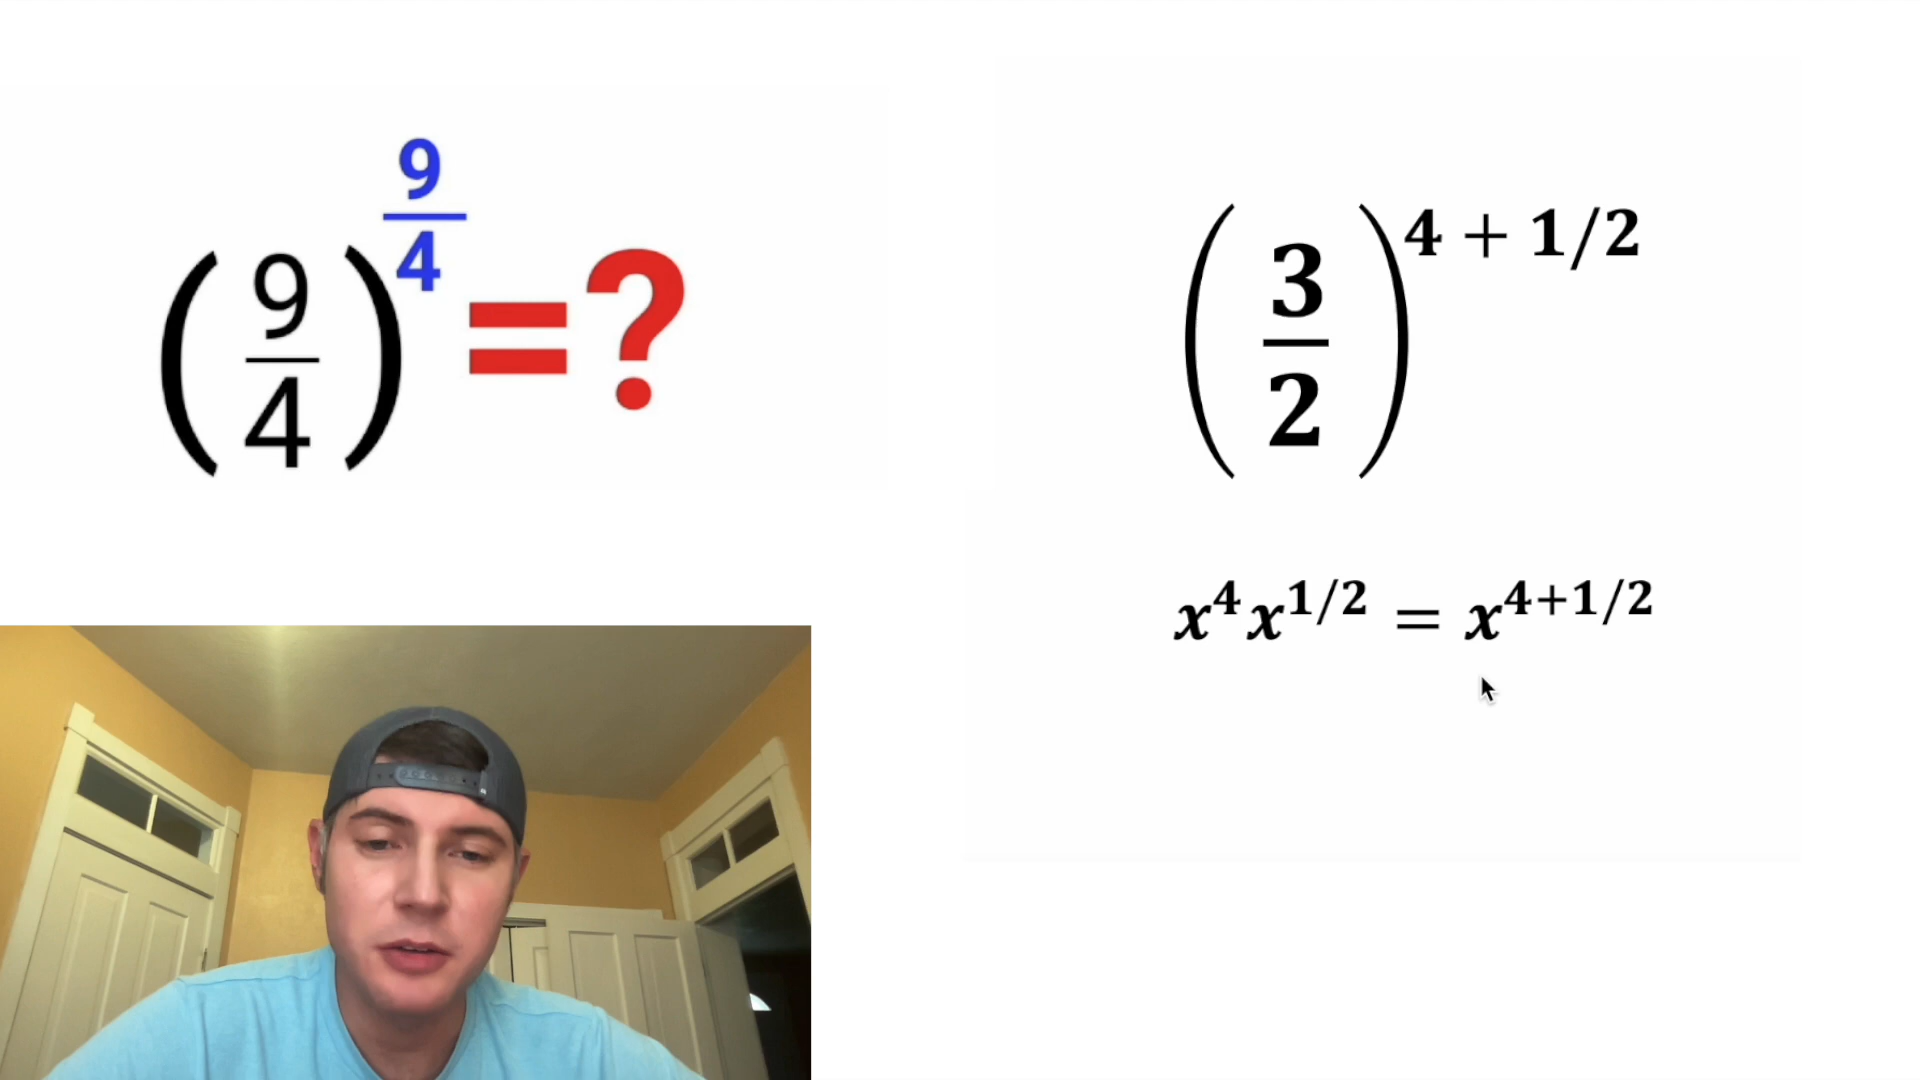 (9/4)^(9/4) = ?
(3/2)^(4 + 1/2)
x^4 x^(1/2) = x^(4+1/2)